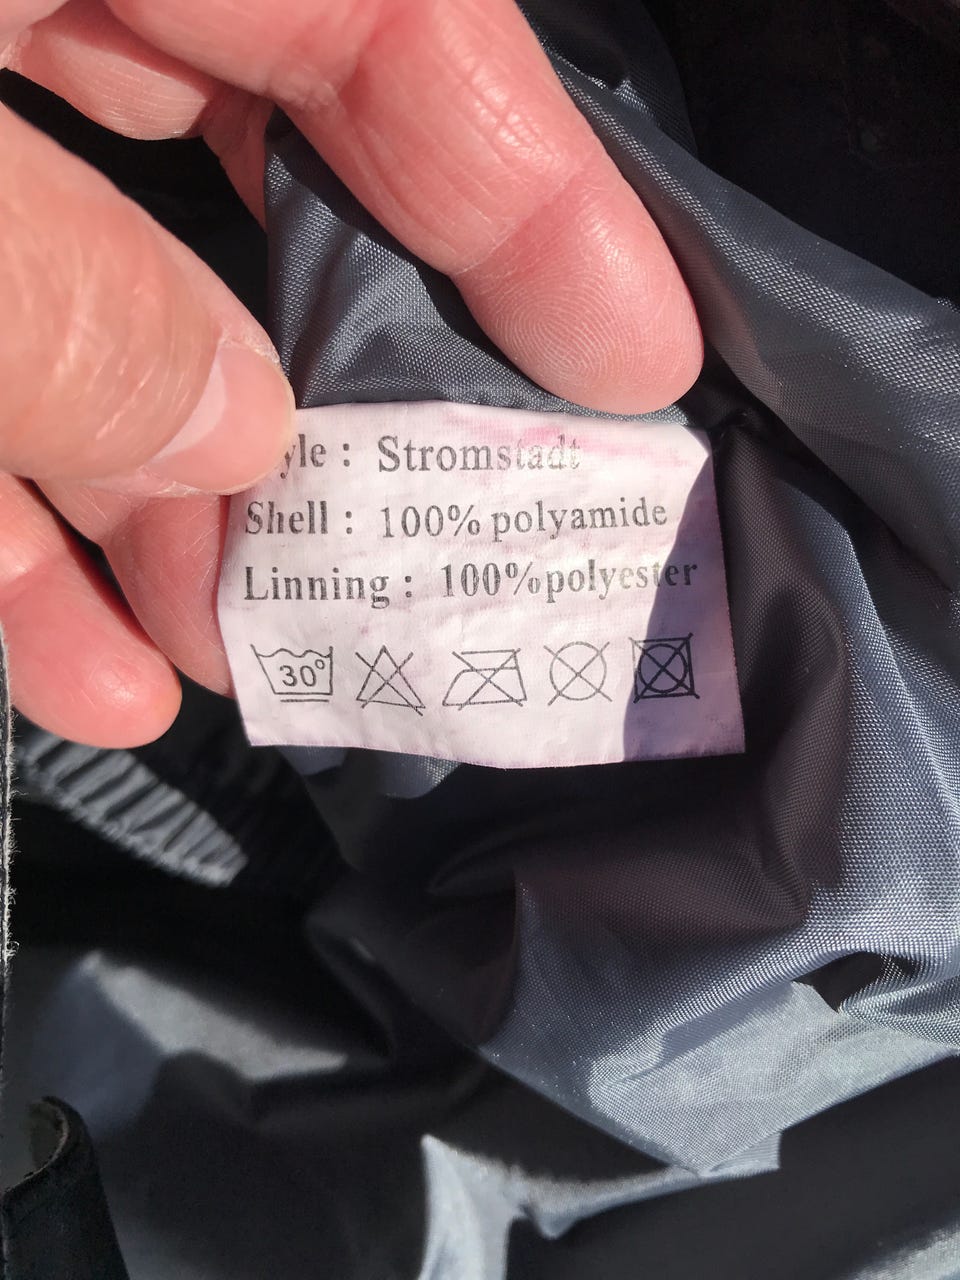 yle : Stromstadt
Shell : 100% polyamide
Linning : 100%polyester
30°